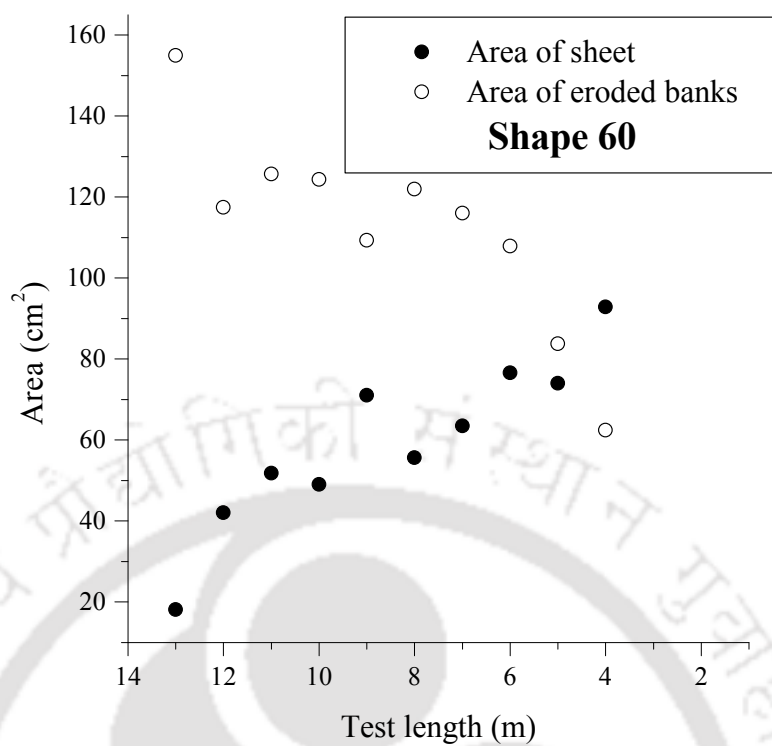 Area of sheet
Area of eroded banks
Shape 60
160
140
120
100
80
60
40
20
Area (cm²)
14 12 10 8 6 4 2
Test length (m)